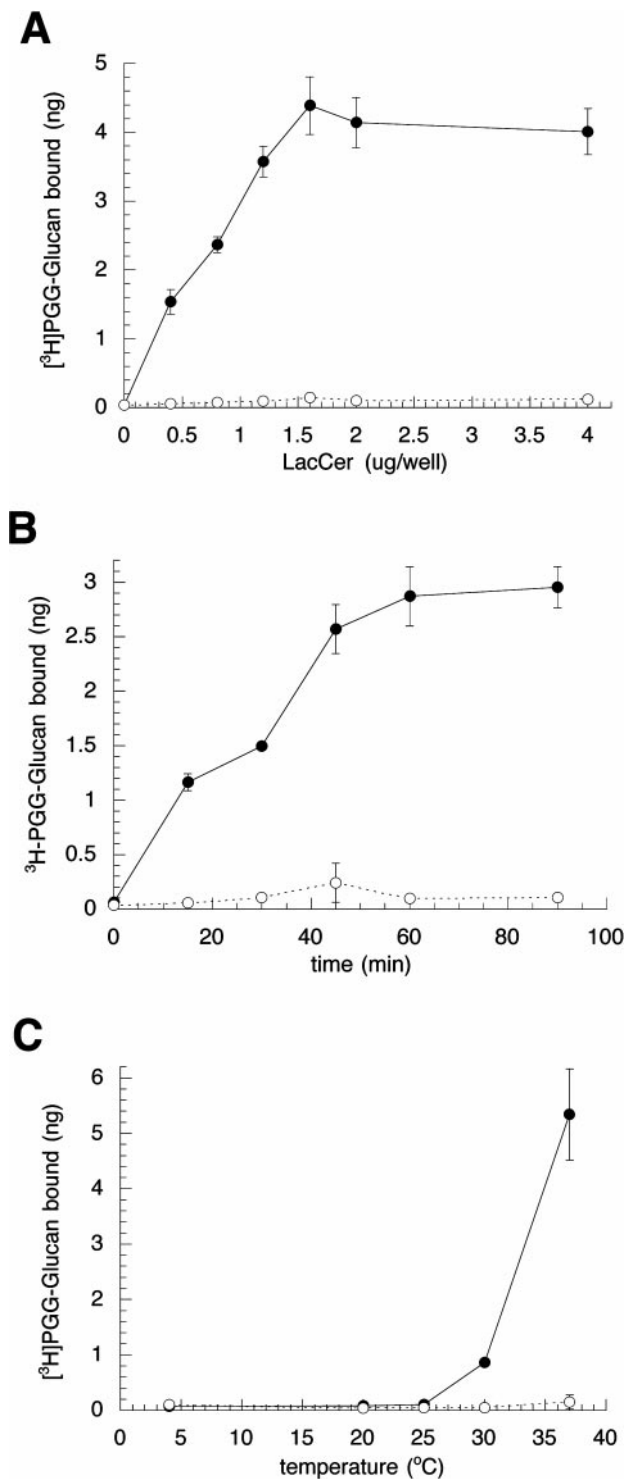 A
[³H]PGG-Glucan bound (ng)
5
4
3
2
1
0
0 0.5 1 1.5 2 2.5 3 3.5 4
LacCer (ug/well)
B
³H-PGG-Glucan bound (ng)
3
2.5
2
1.5
1
0.5
0
0 20 40 60 80 100
time (min)
C
[³H]PGG-Glucan bound (ng)
6
5
4
3
2
1
0
0 5 10 15 20 25 30 35 40
temperature (°C)